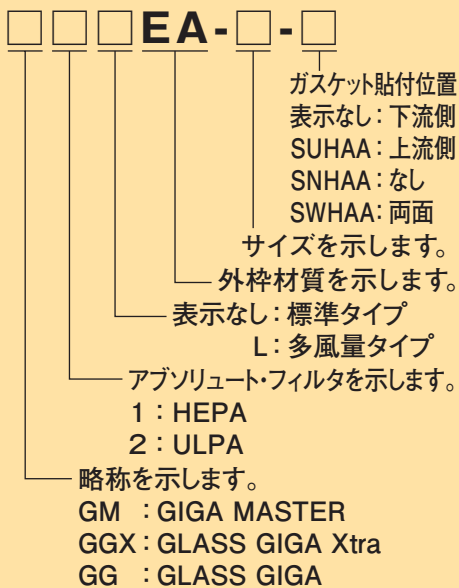 □□□EA-□-□
ガスケット貼付位置
表示なし：下流側
SUHAA：上流側
SNHAA：なし
SWHAA：両面
サイズを示します。
外枠材質を示します。
表示なし：標準タイプ
L：多風量タイプ
アブソリュート・フィルタを示します。
1：HEPA
2：ULPA
略称を示します。
GM：GIGA MASTER
GGX：GLASS GIGA Xtra
GG：GLASS GIGA